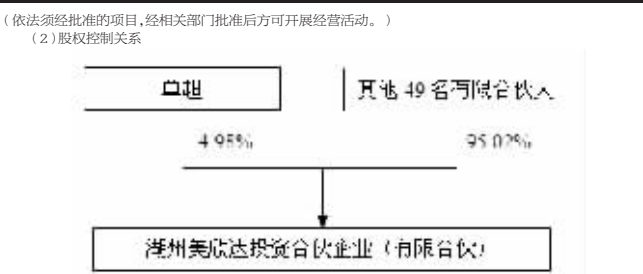 (依法须经批准的项目,经相关部门批准后方可开展经营活动。)
(2)股权控制关系
其他 49 名有限合伙人
4.98% 95.02%
湖州美欣达投资合伙企业(有限合伙)